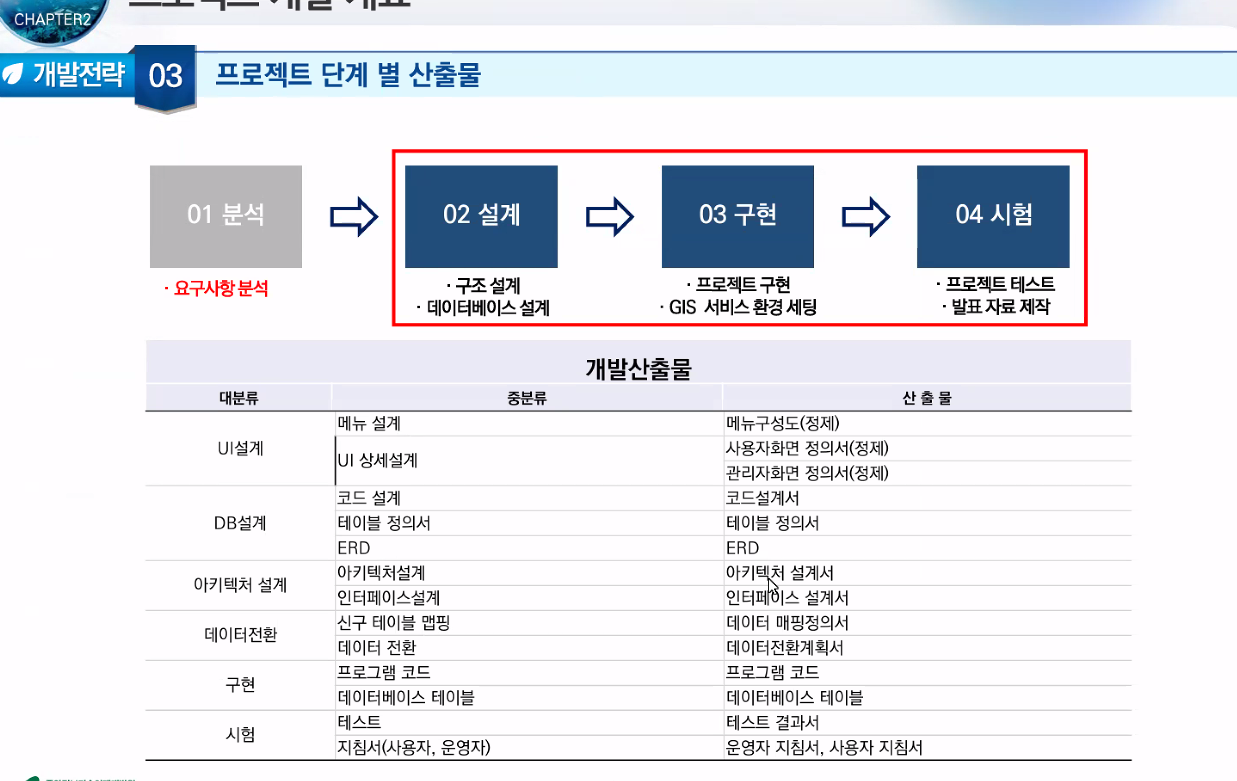 CHAPTER2
프로젝트 개발 개요
개발전략 03 프로젝트 단계 별 산출물
01 분석 02 설계 03 구현 04 시험
· 요구사항 분석
· 구조 설계
· 데이터베이스 설계
· 프로젝트 구현
· GIS 서비스 환경 세팅
· 프로젝트 테스트
· 발표 자료 제작
개발산출물
대분류 중분류 산 출 물
UI설계
메뉴 설계 메뉴구성도(정제)
UI 상세설계 사용자화면 정의서(정제)
관리자화면 정의서(정제)
DB설계
코드 설계 코드설계서
테이블 정의서 테이블 정의서
ERD ERD
아키텍처 설계
아키텍처설계 아키텍처 설계서
인터페이스설계 인터페이스 설계서
데이터전환
신구 테이블 맵핑 데이터 매핑정의서
데이터 전환 데이터전환계획서
구현
프로그램 코드 프로그램 코드
데이터베이스 테이블 데이터베이스 테이블
시험
테스트 테스트 결과서
지침서(사용자, 운영자) 운영자 지침서, 사용자 지침서